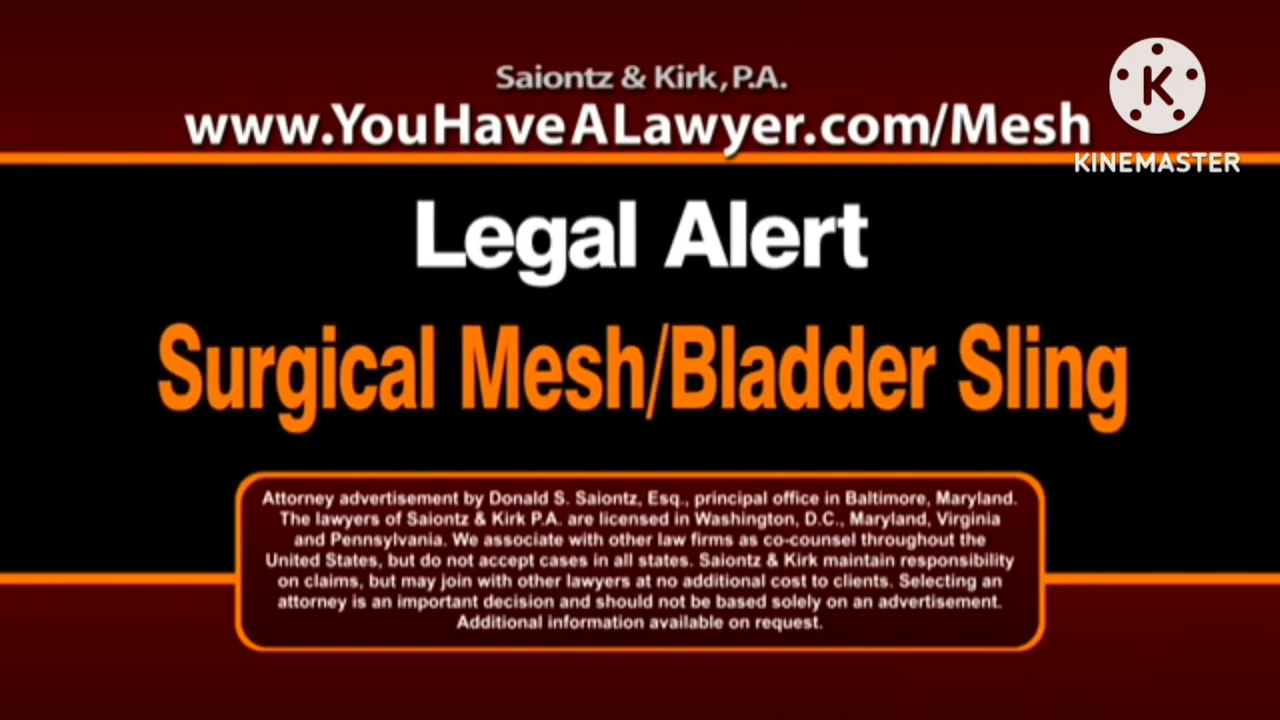 Saiontz & Kirk, P.A.
www.YouHaveALawyer.com/Mesh
K
KINEMASTER
Legal Alert
Surgical Mesh/Bladder Sling
Attorney advertisement by Donald S. Saiontz, Esq., principal office in Baltimore, Maryland.
The lawyers of Saiontz & Kirk P.A. are licensed in Washington, D.C., Maryland, Virginia
and Pennsylvania. We associate with other law firms as co-counsel throughout the
United States, but do not accept cases in all states. Saiontz & Kirk maintain responsibility
on claims, but may join with other lawyers at no additional cost to clients. Selecting an
attorney is an important decision and should not be based solely on an advertisement.
Additional information available on request.